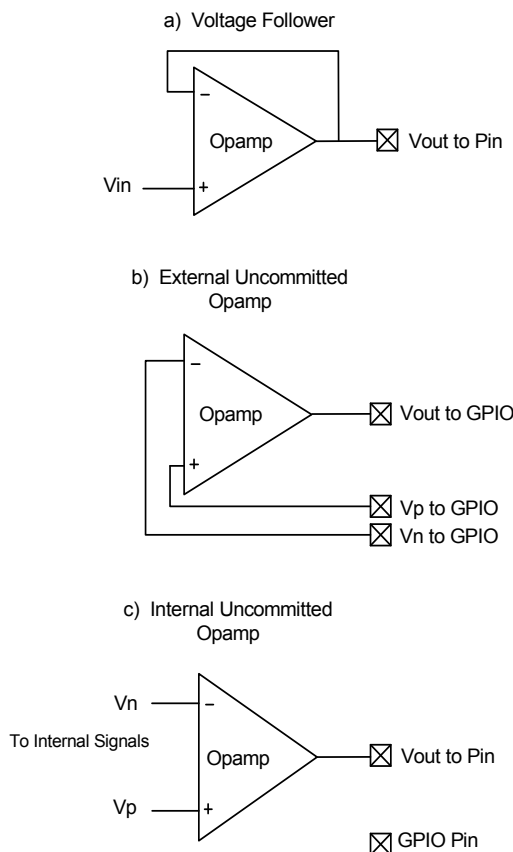 a) Voltage Follower
−
Opamp
Vout to Pin
Vin
+
b) External Uncommitted
Opamp
−
Opamp
Vout to GPIO
+
Vp to GPIO
Vn to GPIO
c) Internal Uncommitted
Opamp
Vn
−
To Internal Signals
Opamp
Vout to Pin
Vp
+
GPIO Pin